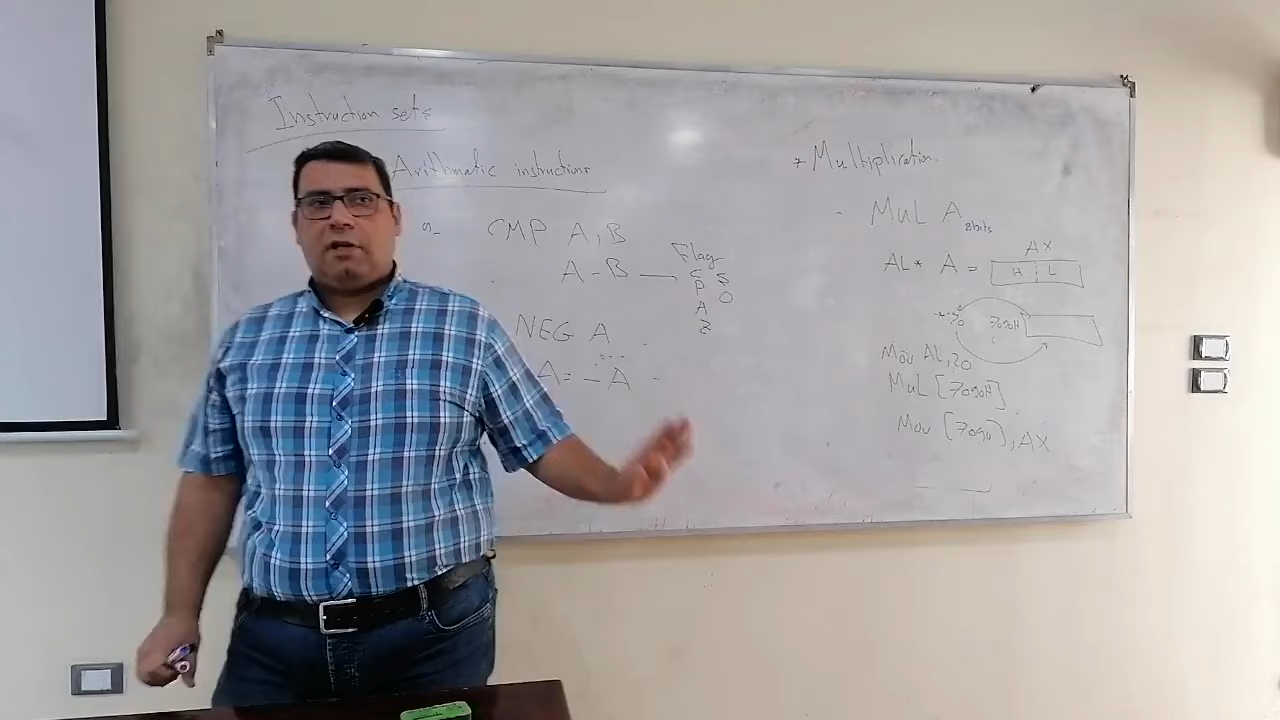 Instruction sets
Arithmatic instructions
CMP A, B
A - B — Flag
C S
P O
A
Z
NEG A
A = - A
* Multiplication.
- MUL A 8bits
AL * A = AX
H L
Mov AL, 20
MUL [7090H]
Mov [7090], AX